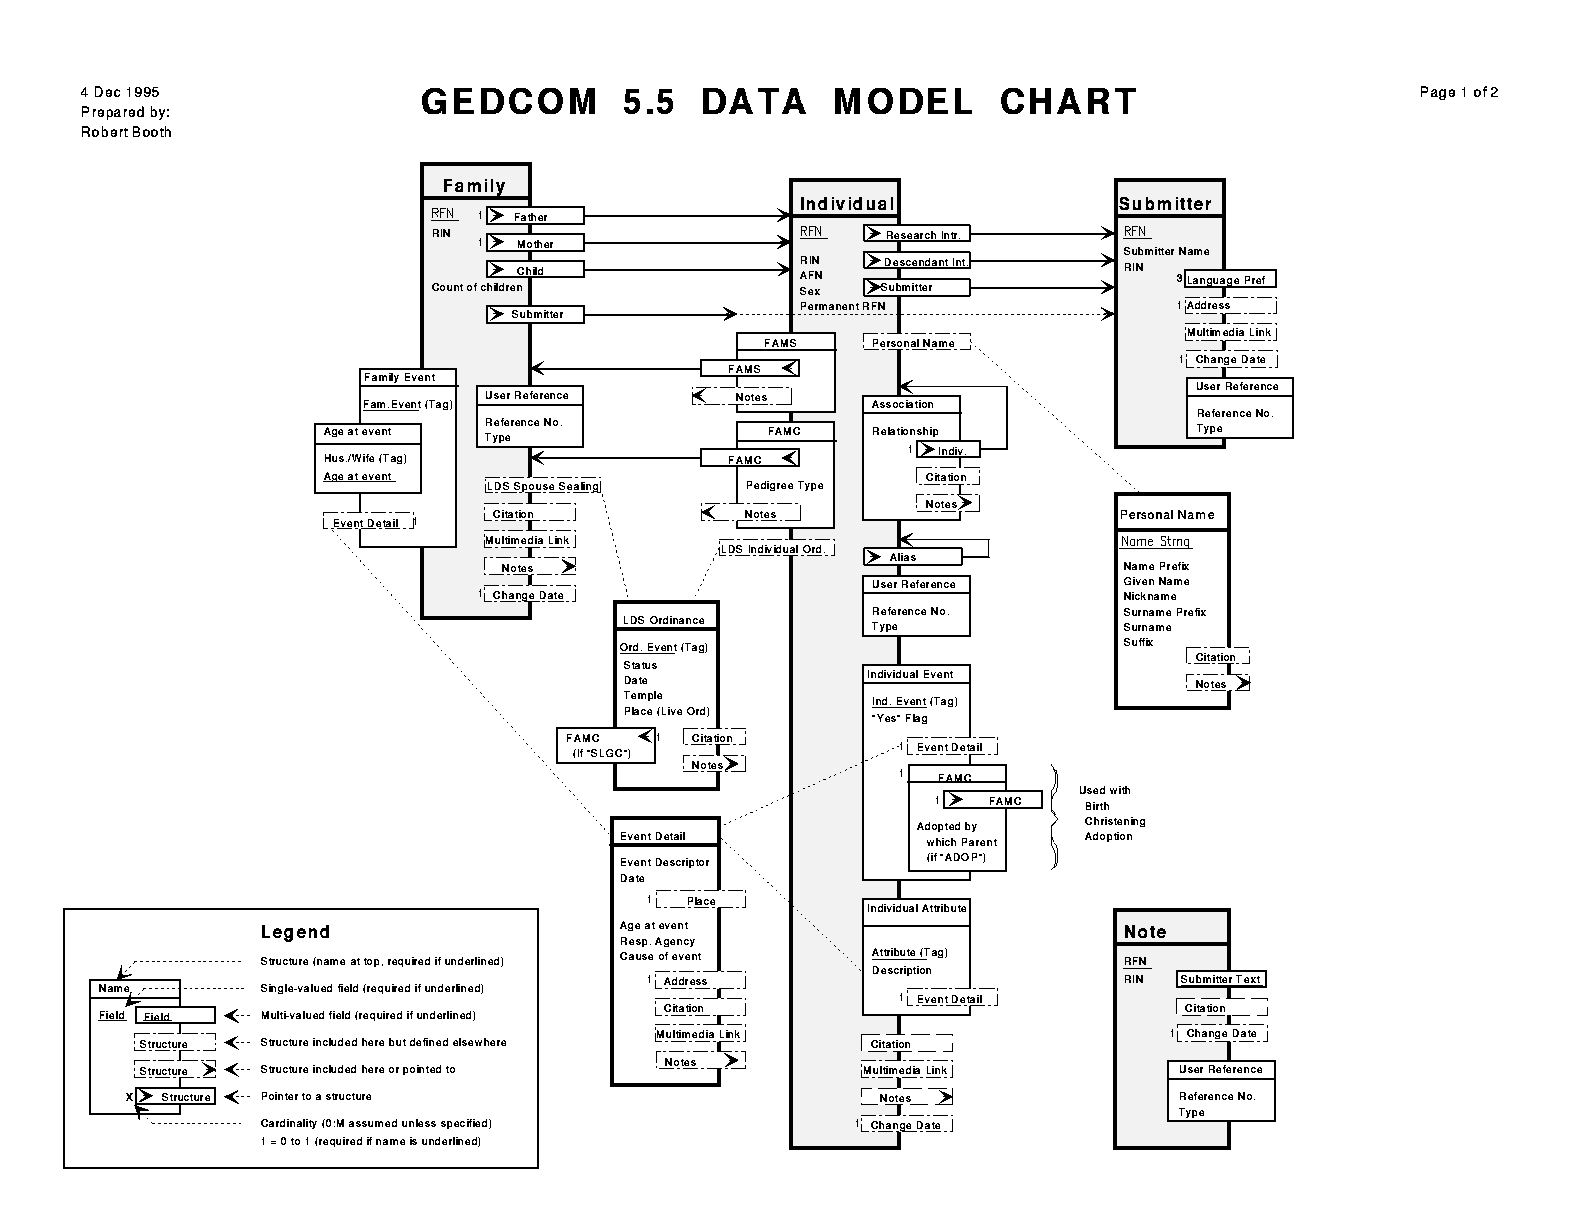 4 Dec 1995
Prepared by:
Robert Booth
GEDCOM 5.5 DATA MODEL CHART
Page 1 of 2
Family
RFN
RIN
1 Father
1 Mother
Child
Count of children
Submitter
Family Event
Fam.Event (Tag)
Age at event
Hus./Wife (Tag)
Age at event
Event Detail 1
User Reference
Reference No.
Type
LDS Spouse Sealing
Citation
Multimedia Link
Notes
1 Change Date
Individual
RFN
RIN
AFN
Sex
Permanent RFN
Research Intr.
Descendant Int.
Submitter
FAMS
FAMS
Notes
FAMC
FAMC
Pedigree Type
Notes
LDS Individual Ord.
Personal Name
Association
Relationship
1 Indiv.
Citation
Notes
Alias
User Reference
Reference No.
Type
Individual Event
Ind. Event (Tag)
"Yes" Flag
1 Event Detail
1 FAMC
1 FAMC
Adopted by
which Parent
(if "ADOP")
Used with
Birth
Christening
Adoption
Individual Attribute
Attribute (Tag)
Description
1 Event Detail
Citation
Multimedia Link
Notes
1 Change Date
Submitter
RFN
Submitter Name
RIN
3 Language Pref
1 Address
Multimedia Link
1 Change Date
User Reference
Reference No.
Type
Personal Name
Name Strng
Name Prefix
Given Name
Nickname
Surname Prefix
Surname
Suffix
Citation
Notes
LDS Ordinance
Ord. Event (Tag)
Status
Date
Temple
Place (Live Ord)
FAMC 1
(If "SLGC")
Citation
Notes
Event Detail
Event Descriptor
Date
1 Place
Age at event
Resp. Agency
Cause of event
1 Address
Citation
Multimedia Link
Notes
Note
RFN
RIN
Submitter Text
Citation
1 Change Date
User Reference
Reference No.
Type
Legend
Structure (name at top, required if underlined)
Name
Single-valued field (required if underlined)
Field
Field
Multi-valued field (required if underlined)
Structure
Structure included here but defined elsewhere
Structure
Structure included here or pointed to
X Structure
Pointer to a structure
Cardinality (0:M assumed unless specified)
1 = 0 to 1 (required if name is underlined)